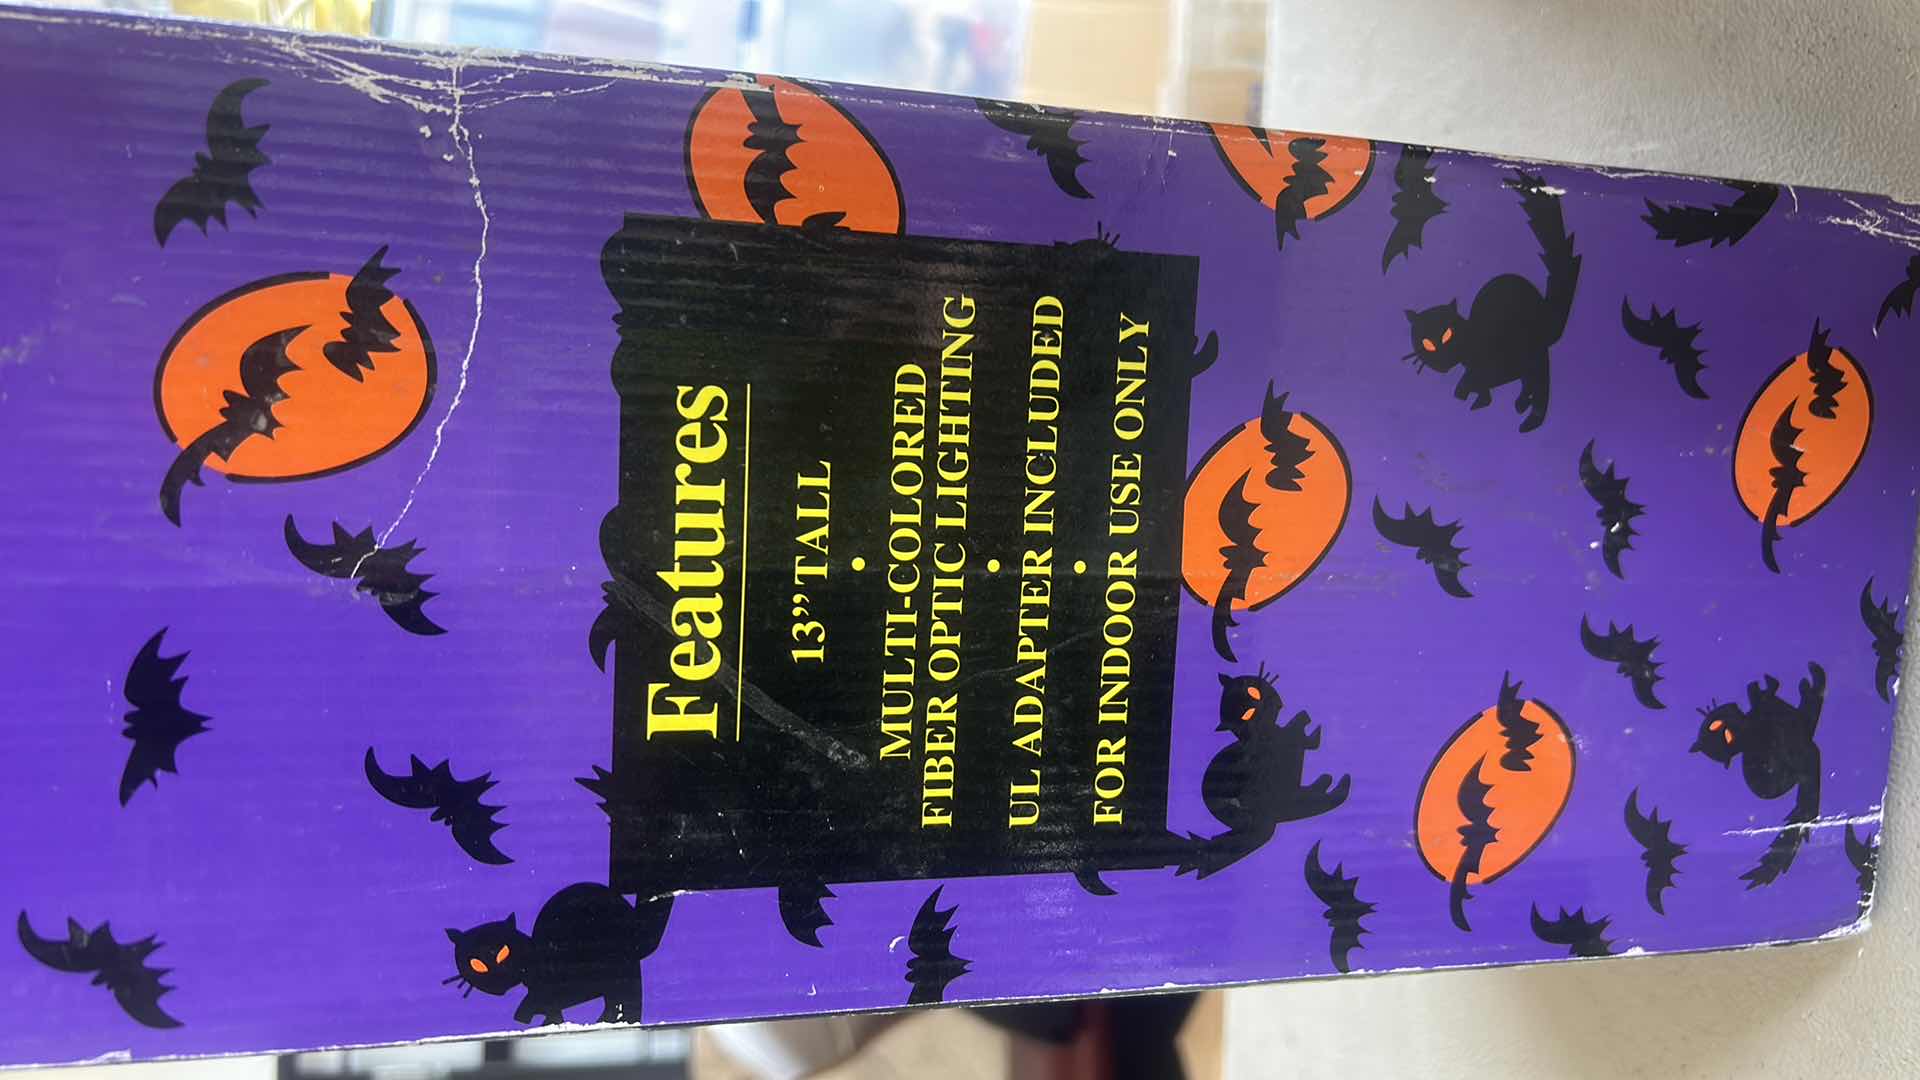 Features
13” TALL
•
MULTI-COLORED
FIBER OPTIC LIGHTING
•
UL ADAPTER INCLUDED
•
FOR INDOOR USE ONLY